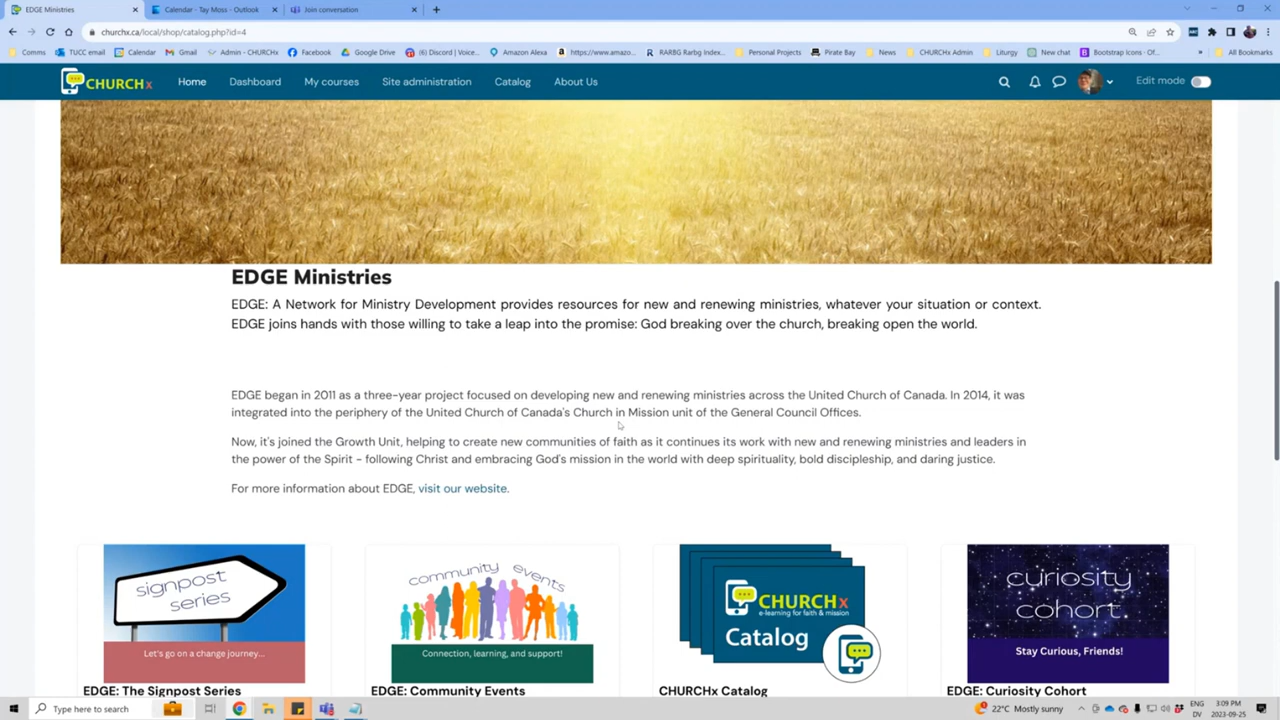 EDGE Ministries
Calendar - Tay Moss - Outlook
Join conversation
churchx.ca/local/shop/catalog.php?id=4
Comms
TUCC email
Calendar
Gmail
Admin - CHURCHx
Facebook
Google Drive
(6) Discord | Voice...
Amazon Alexa
https://www.amazo...
RARBG Rarbg Index...
Personal Projects
Pirate Bay
News
CHURCHx Admin
Liturgy
New chat
Bootstrap Icons · Of...
»
All Bookmarks
CHURCHx
Home
Dashboard
My courses
Site administration
Catalog
About Us
Edit mode
EDGE Ministries
EDGE: A Network for Ministry Development provides resources for new and renewing ministries, whatever your situation or context.
EDGE joins hands with those willing to take a leap into the promise: God breaking over the church, breaking open the world.
EDGE began in 2011 as a three-year project focused on developing new and renewing ministries across the United Church of Canada. In 2014, it was
integrated into the periphery of the United Church of Canada's Church in Mission unit of the General Council Offices.
Now, it's joined the Growth Unit, helping to create new communities of faith as it continues its work with new and renewing ministries and leaders in
the power of the Spirit - following Christ and embracing God's mission in the world with deep spirituality, bold discipleship, and daring justice.
For more information about EDGE, visit our website.
signpost
series
Let's go on a change journey...
EDGE: The Signpost Series
community events
Connection, learning, and support!
EDGE: Community Events
CHURCHx
e-learning for faith & mission
Catalog
CHURCHx Catalog
curiosity
cohort
Stay Curious, Friends!
EDGE: Curiosity Cohort
Type here to search
22°C Mostly sunny
ENG
DV
3:09 PM
2023-09-25